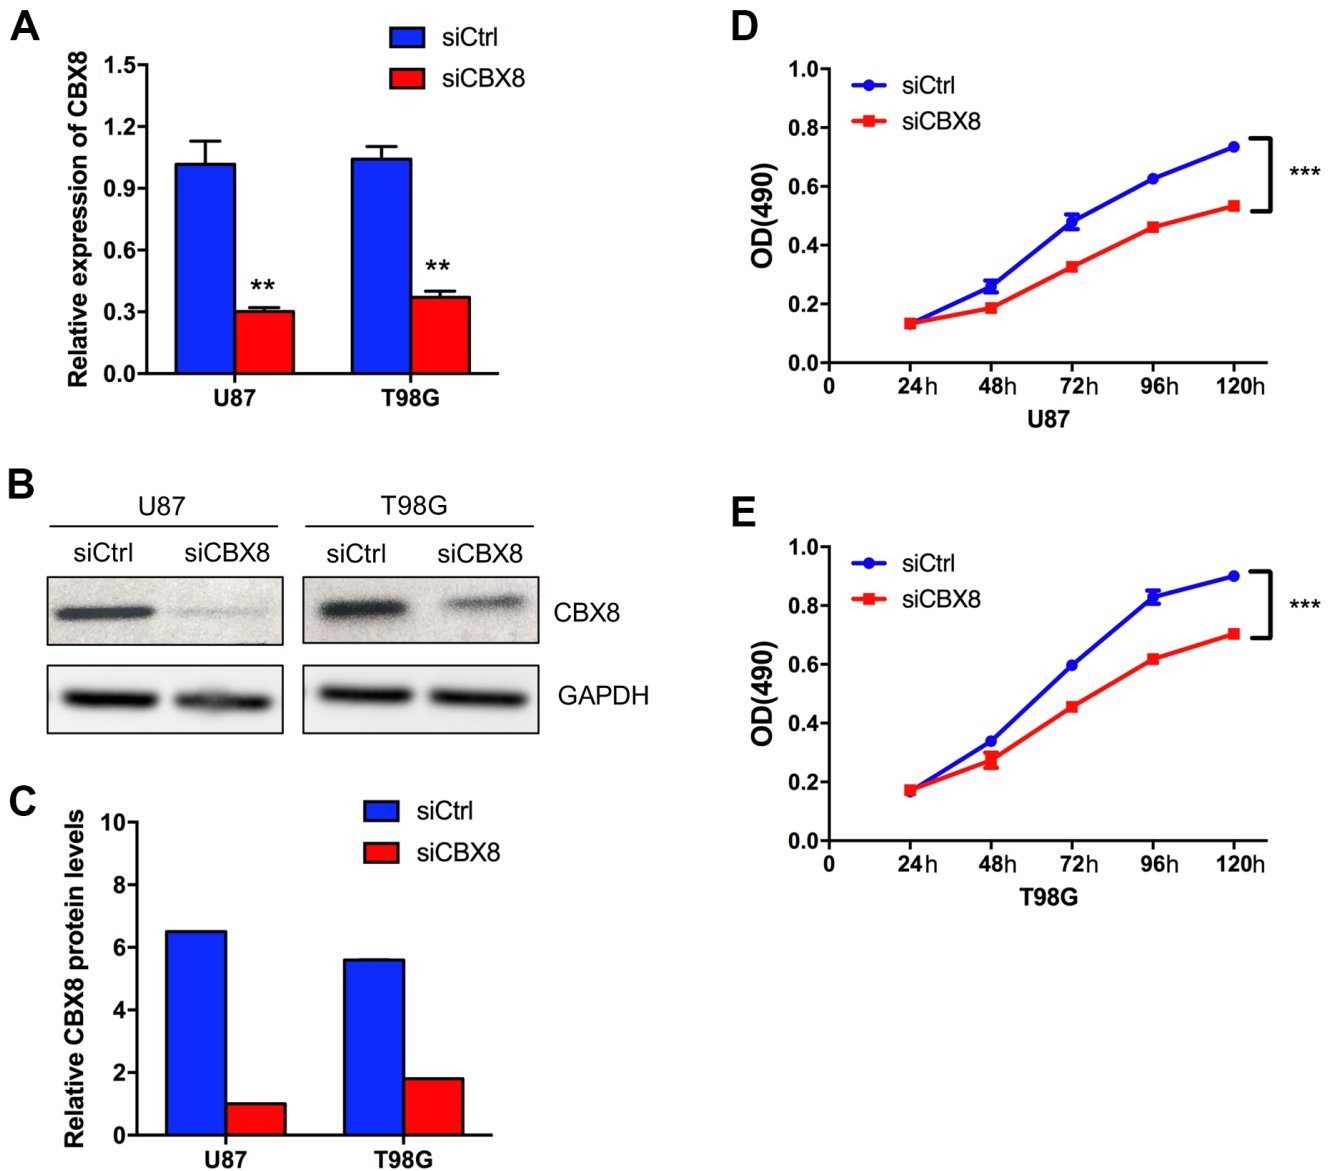 A
siCtrl
siCBX8
Relative expression of CBX8
1.5
1.2
0.9
0.6
0.3
0.0
**
**
U87
T98G
B
U87
T98G
siCtrl siCBX8 siCtrl siCBX8
CBX8
GAPDH
C
siCtrl
siCBX8
Relative CBX8 protein levels
10
8
6
4
2
0
U87
T98G
D
siCtrl
siCBX8
OD(490)
1.0
0.8
0.6
0.4
0.2
0.0
***
0 24h 48h 72h 96h 120h
U87
E
siCtrl
siCBX8
OD(490)
1.0
0.8
0.6
0.4
0.2
0.0
***
0 24h 48h 72h 96h 120h
T98G